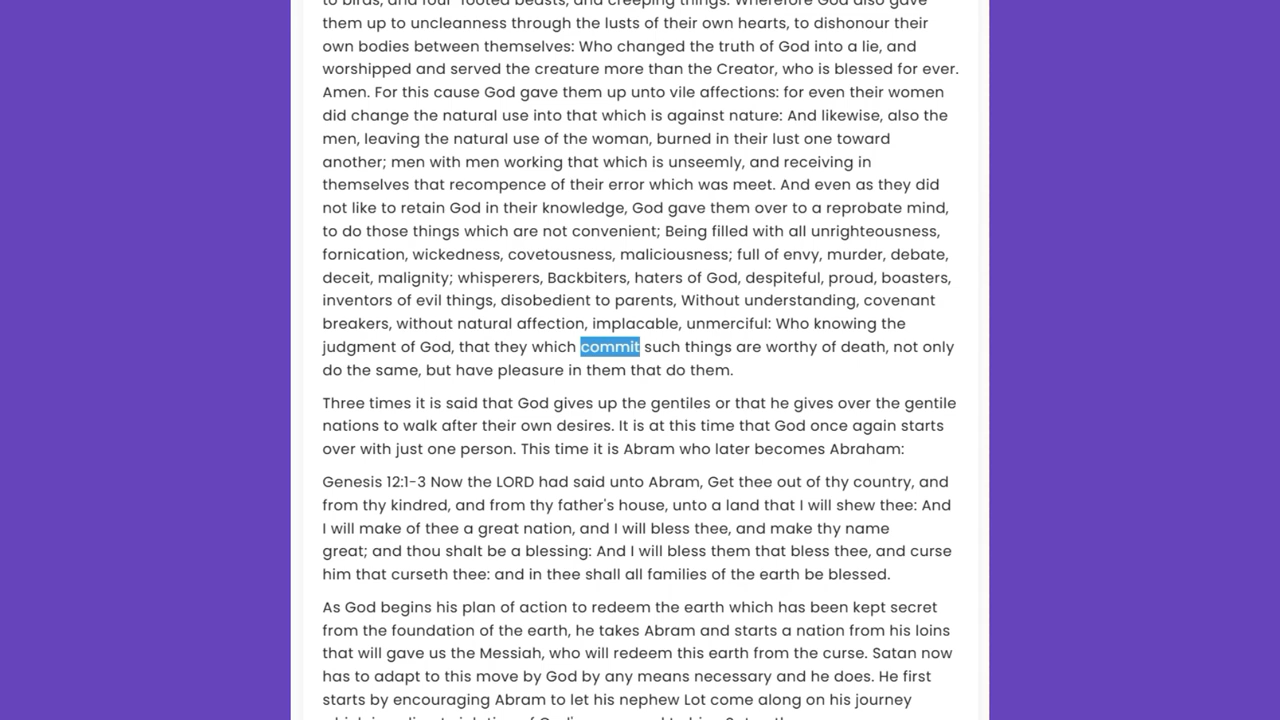 to birds, and four-footed beasts, and creeping things. Wherefore God also gave
them up to uncleanness through the lusts of their own hearts, to dishonour their
own bodies between themselves: Who changed the truth of God into a lie, and
worshipped and served the creature more than the Creator, who is blessed for ever.
Amen. For this cause God gave them up unto vile affections: for even their women
did change the natural use into that which is against nature: And likewise, also the
men, leaving the natural use of the woman, burned in their lust one toward
another; men with men working that which is unseemly, and receiving in
themselves that recompence of their error which was meet. And even as they did
not like to retain God in their knowledge, God gave them over to a reprobate mind,
to do those things which are not convenient; Being filled with all unrighteousness,
fornication, wickedness, covetousness, maliciousness; full of envy, murder, debate,
deceit, malignity; whisperers, Backbiters, haters of God, despiteful, proud, boasters,
inventors of evil things, disobedient to parents, Without understanding, covenant
breakers, without natural affection, implacable, unmerciful: Who knowing the
judgment of God, that they which commit such things are worthy of death, not only
do the same, but have pleasure in them that do them.
Three times it is said that God gives up the gentiles or that he gives over the gentile
nations to walk after their own desires. It is at this time that God once again starts
over with just one person. This time it is Abram who later becomes Abraham:
Genesis 12:1-3 Now the LORD had said unto Abram, Get thee out of thy country, and
from thy kindred, and from thy father's house, unto a land that I will shew thee: And
I will make of thee a great nation, and I will bless thee, and make thy name
great; and thou shalt be a blessing: And I will bless them that bless thee, and curse
him that curseth thee: and in thee shall all families of the earth be blessed.
As God begins his plan of action to redeem the earth which has been kept secret
from the foundation of the earth, he takes Abram and starts a nation from his loins
that will gave us the Messiah, who will redeem this earth from the curse. Satan now
has to adapt to this move by God by any means necessary and he does. He first
starts by encouraging Abram to let his nephew Lot come along on his journey